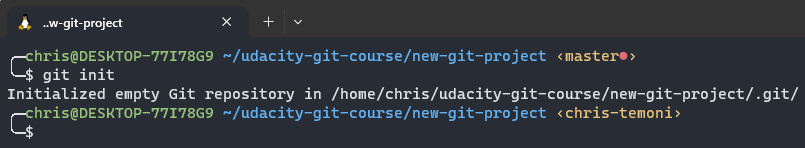 ..w-git-project
chris@DESKTOP-77I78G9 ~/udacity-git-course/new-git-project ‹master●›
$ git init
Initialized empty Git repository in /home/chris/udacity-git-course/new-git-project/.git/
chris@DESKTOP-77I78G9 ~/udacity-git-course/new-git-project ‹chris-temoni›
$